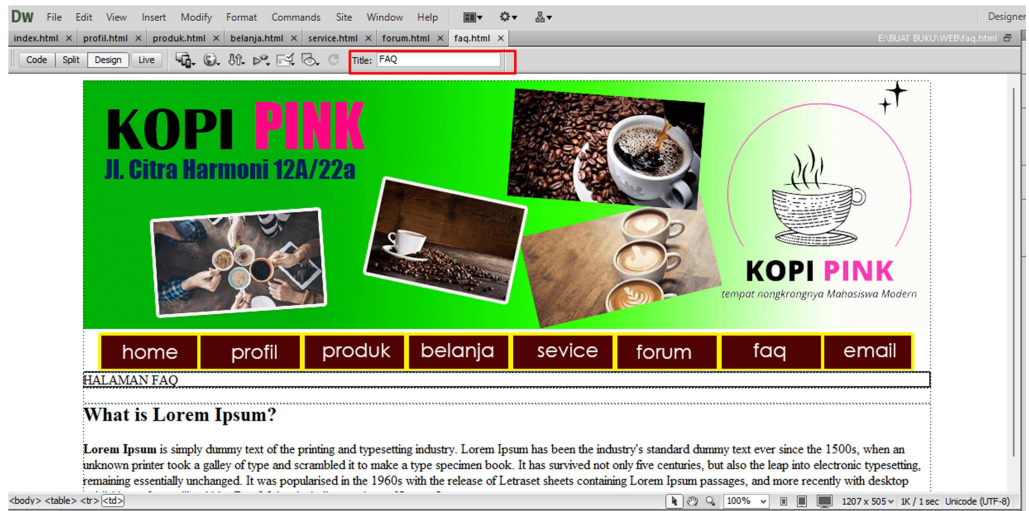 DW File Edit View Insert Modify Format Commands Site Window Help Designer
index.html × profil.html × produk.html × belanja.html × service.html × forum.html × faq.html × E:\BUAT BUKU\WEB\faq.html
Code Split Design Live Title: FAQ
KOPI PINK
Jl. Citra Harmoni 12A/22a
KOPI PINK
tempat nongkrongnya Mahasiswa Modern
home profil produk belanja sevice forum faq email
HALAMAN FAQ
What is Lorem Ipsum?
Lorem Ipsum is simply dummy text of the printing and typesetting industry. Lorem Ipsum has been the industry's standard dummy text ever since the 1500s, when an
unknown printer took a galley of type and scrambled it to make a type specimen book. It has survived not only five centuries, but also the leap into electronic typesetting,
remaining essentially unchanged. It was popularised in the 1960s with the release of Letraset sheets containing Lorem Ipsum passages, and more recently with desktop
<body> <table> <tr> <td> 100% 1207 x 505 1K / 1 sec Unicode (UTF-8)